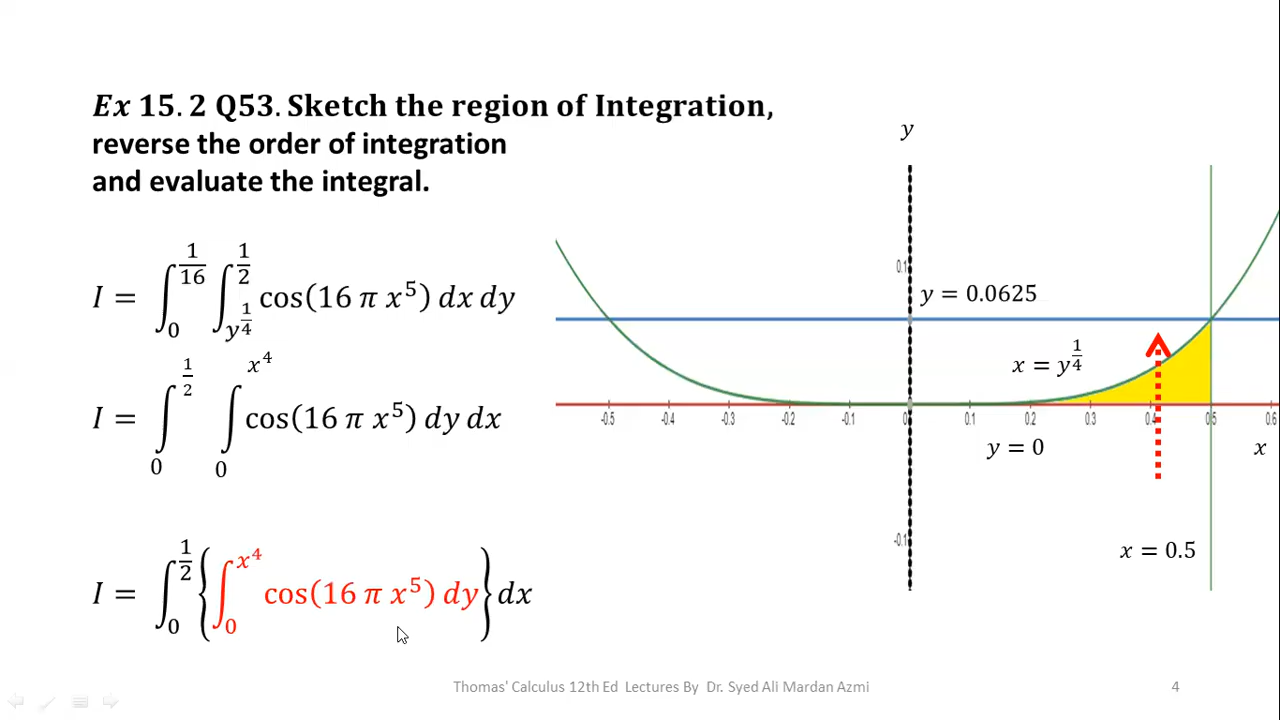 Ex 15.2 Q53. Sketch the region of Integration,
reverse the order of integration
and evaluate the integral.
I = ∫_0^{1/16} ∫_{y^{1/4}}^{1/2} cos(16 π x^5) dx dy
I = ∫_0^{1/2} ∫_0^{x^4} cos(16 π x^5) dy dx
I = ∫_0^{1/2} {∫_0^{x^4} cos(16 π x^5) dy} dx
y
0.1
y = 0.0625
x = y^{1/4}
-0.5 -0.4 -0.3 -0.2 -0.1 0.1 0.2 0.4 0.5 0.6
y = 0
x
-0.1
x = 0.5
Thomas' Calculus 12th Ed Lectures By Dr. Syed Ali Mardan Azmi
4